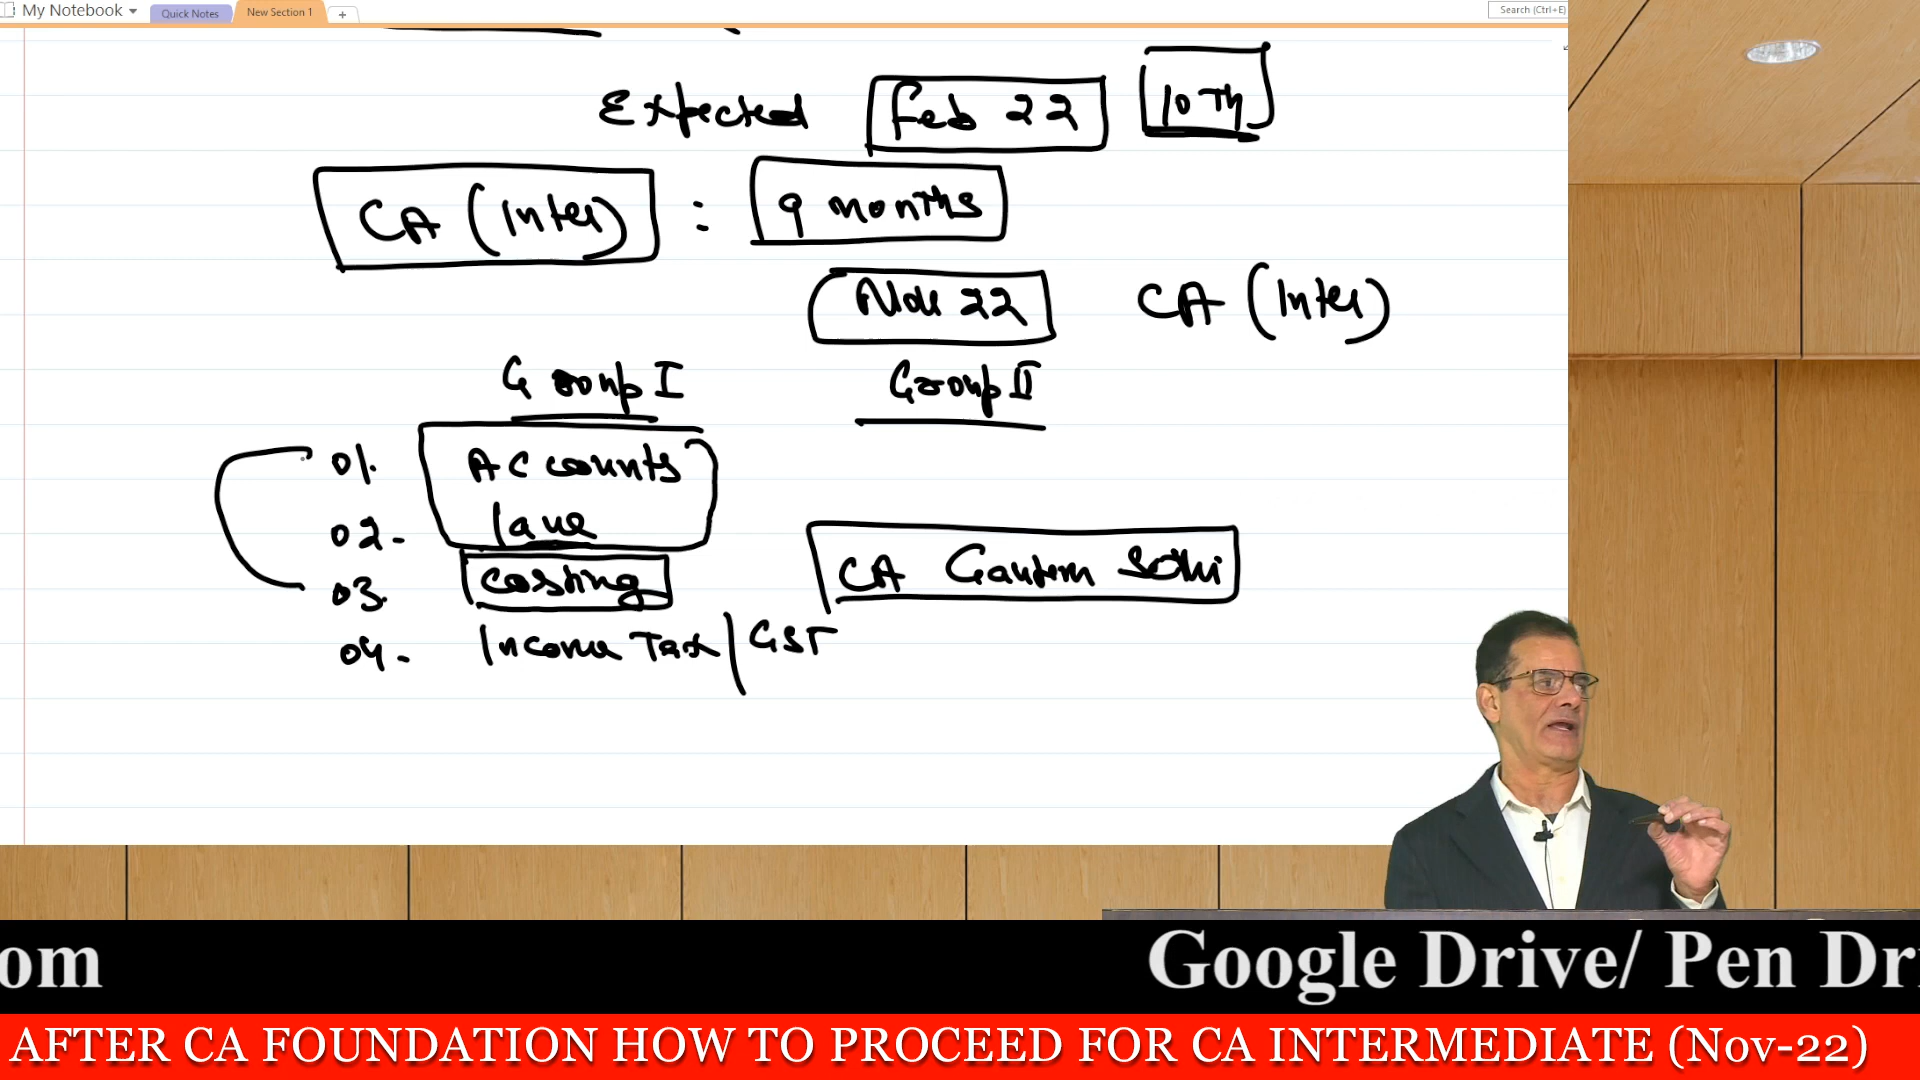 My Notebook Quick Notes New Section 1 + Search (Ctrl+E)
Expected Feb 22 10Th
CA (Inter) : 9 months
Nov 22 CA (Inter)
Group I Group II
01. Accounts
02. law
03. Costing CA Gautam Sethi
04. Income Tax | GST
om Google Drive/ Pen Dr
AFTER CA FOUNDATION HOW TO PROCEED FOR CA INTERMEDIATE (Nov-22)